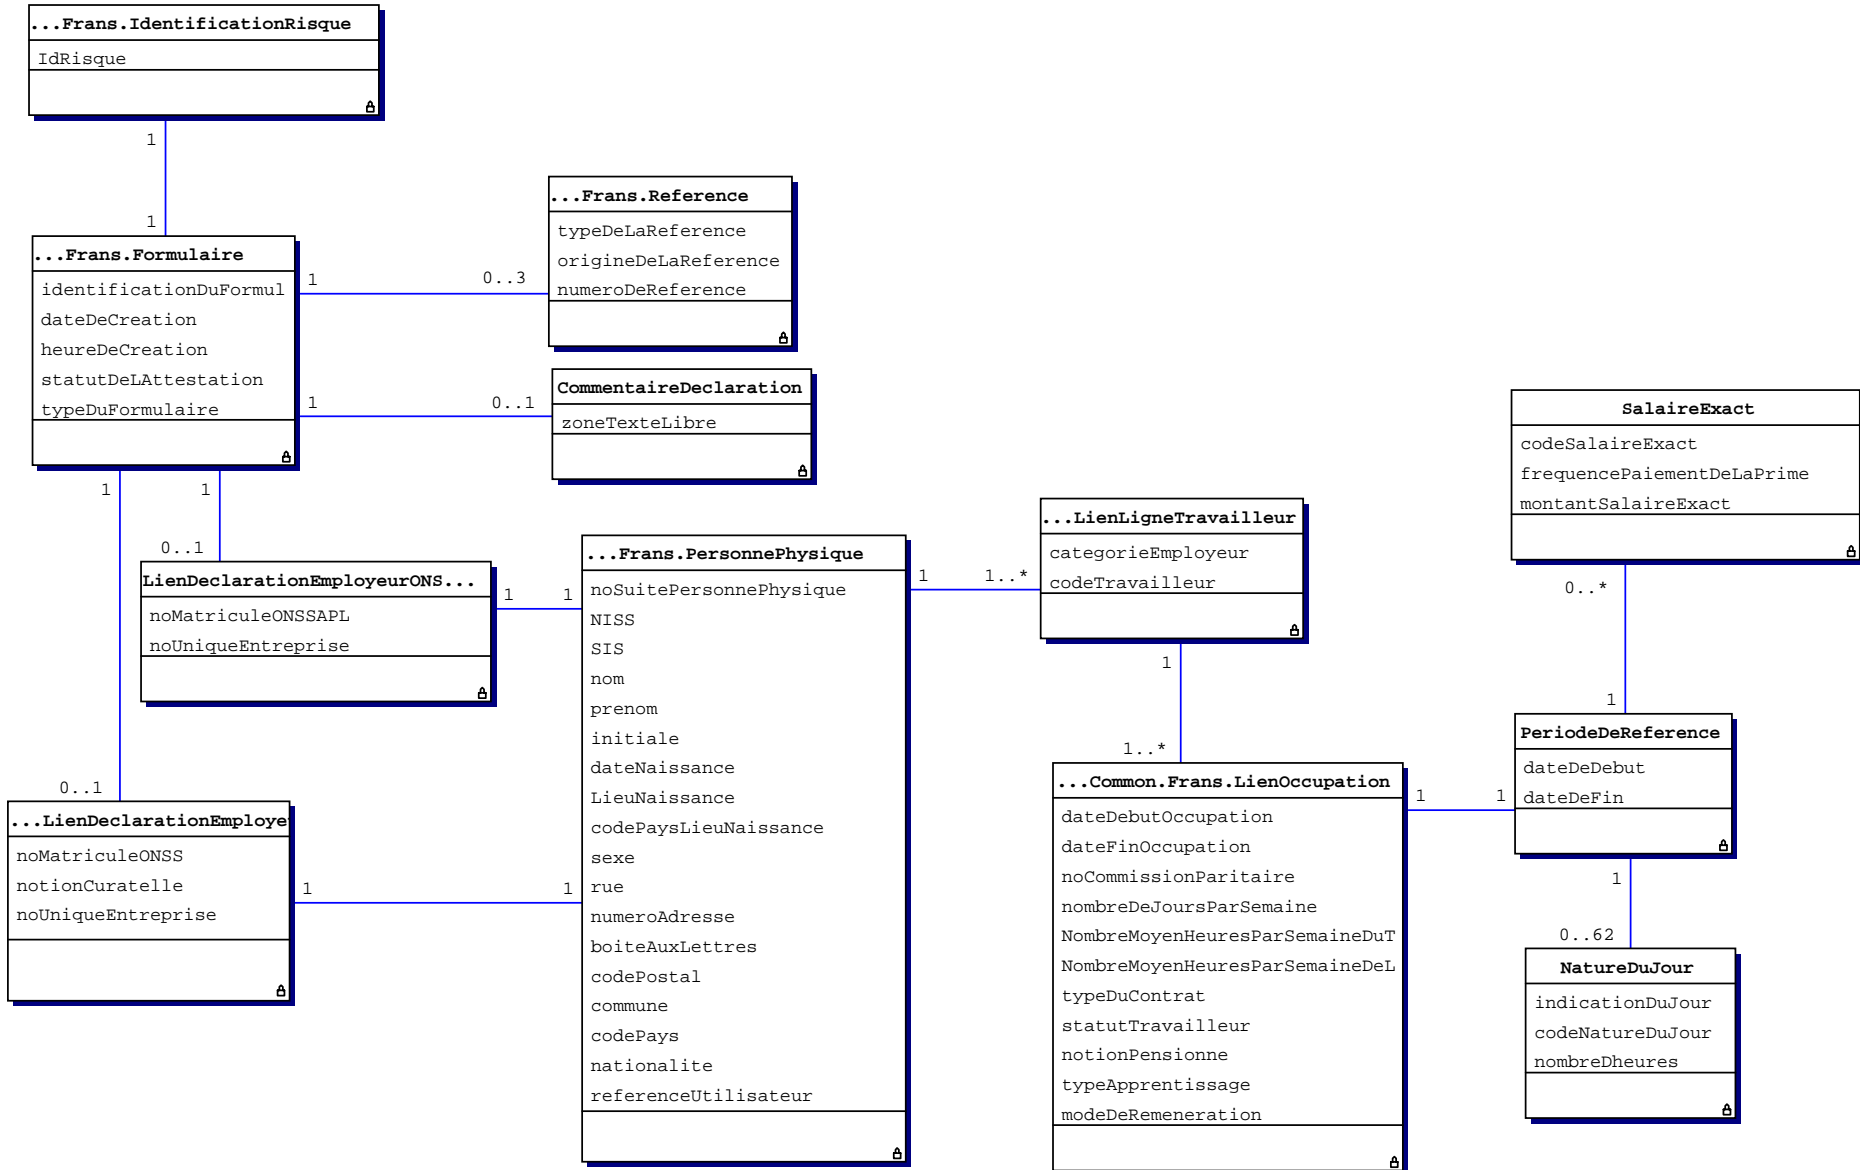 ...Frans.IdentificationRisque
IdRisque
1
1
...Frans.Reference
typeDeLaReference
origineDeLaReference
numeroDeReference
...Frans.Formulaire
identificationDuFormul
dateDeCreation
heureDeCreation
statutDeLAttestation
typeDuFormulaire
1
0..3
1
0..1
CommentaireDeclaration
zoneTexteLibre
1
1
0..1
LienDeclarationEmployeurONS...
noMatriculeONSSAPL
noUniqueEntreprise
1
1
0..1
...LienDeclarationEmployeu
noMatriculeONSS
notionCuratelle
noUniqueEntreprise
1
1
...Frans.PersonnePhysique
noSuitePersonnePhysique
NISS
SIS
nom
prenom
initiale
dateNaissance
LieuNaissance
codePaysLieuNaissance
sexe
rue
numeroAdresse
boiteAuxLettres
codePostal
commune
codePays
nationalite
referenceUtilisateur
1
1..*
...LienLigneTravailleur
categorieEmployeur
codeTravailleur
1
1..*
...Common.Frans.LienOccupation
dateDebutOccupation
dateFinOccupation
noCommissionParitaire
nombreDeJoursParSemaine
NombreMoyenHeuresParSemaineDuT
NombreMoyenHeuresParSemaineDeL
typeDuContrat
statutTravailleur
notionPensionne
typeApprentissage
modeDeRemeneration
1
1
SalaireExact
codeSalaireExact
frequencePaiementDeLaPrime
montantSalaireExact
0..*
1
PeriodeDeReference
dateDeDebut
dateDeFin
1
0..62
NatureDuJour
indicationDuJour
codeNatureDuJour
nombreDheures